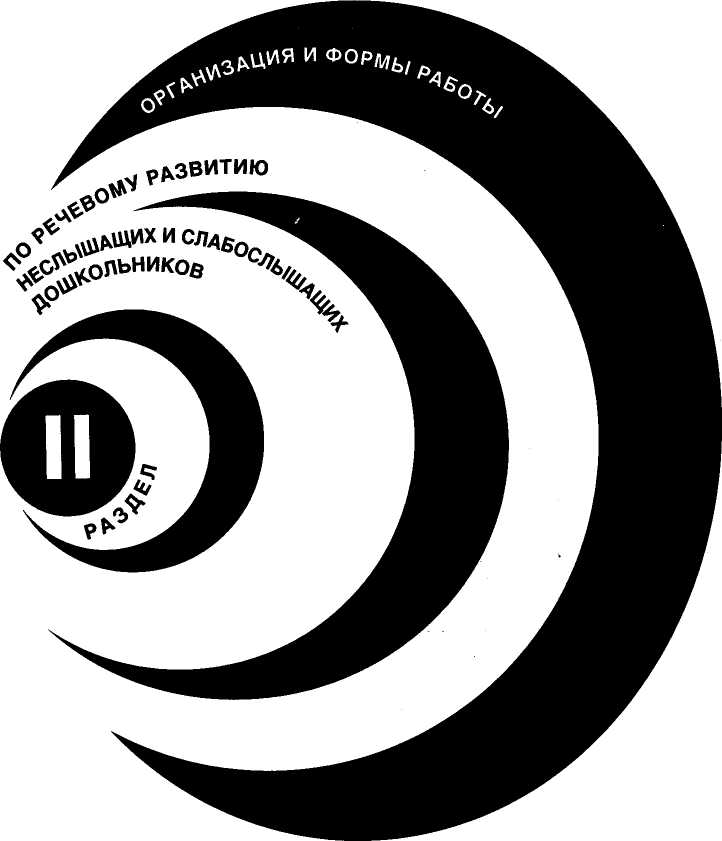 ОРГАНИЗАЦИЯ И ФОРМЫ РАБОТЫ
ПО РЕЧЕВОМУ РАЗВИТИЮ
НЕСЛЫШАЩИХ И СЛАБОСЛЫШАЩИХ
ДОШКОЛЬНИКОВ
II
РАЗДЕЛ